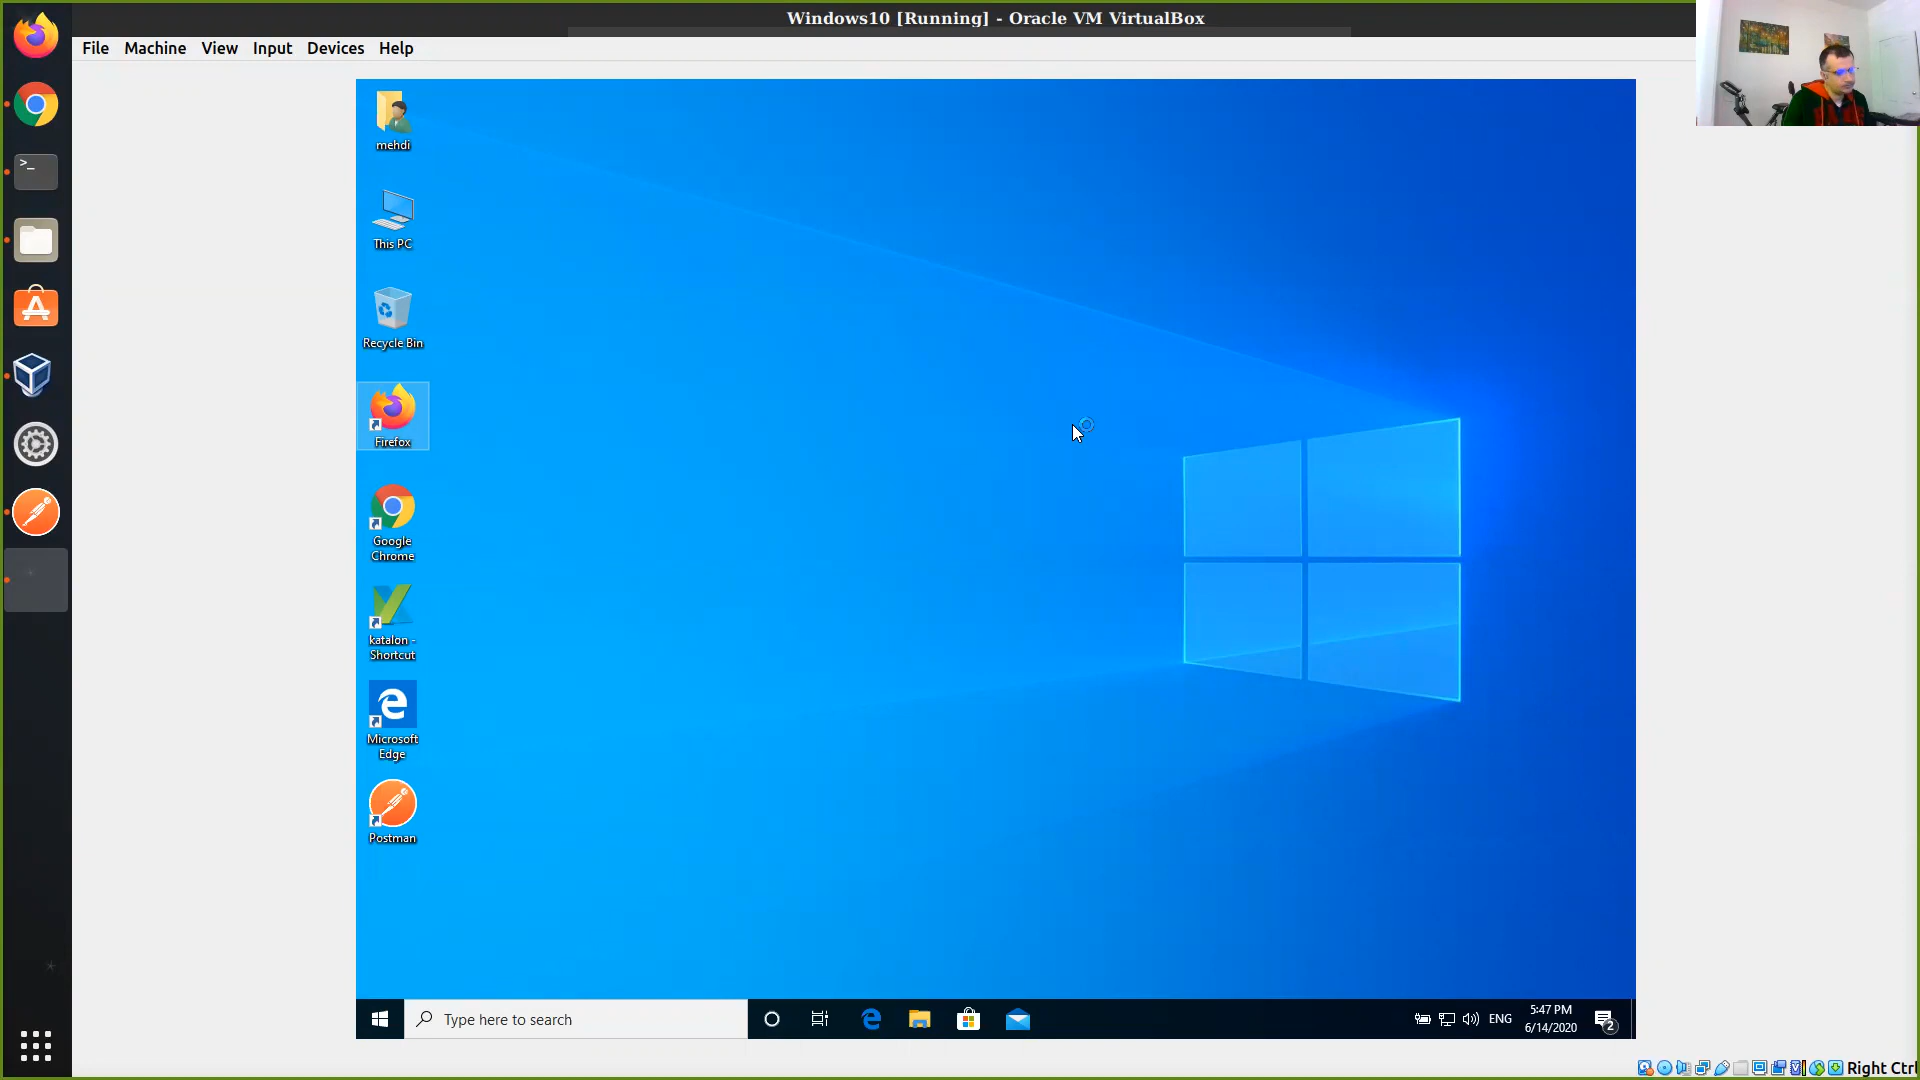 Windows10 [Running] - Oracle VM VirtualBox
File Machine View Input Devices Help
mehdi
This PC
Recycle Bin
Firefox
Google
Chrome
katalon -
Shortcut
Microsoft
Edge
Postman
Type here to search
ENG
5:47 PM
6/14/2020
2
Right Ctrl